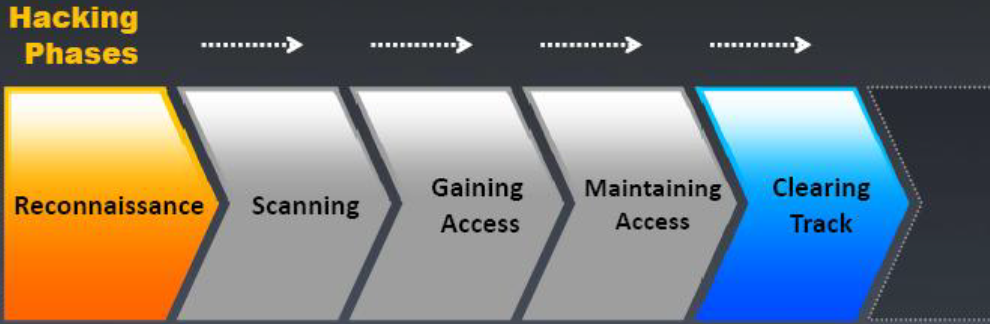 Hacking
Phases
Reconnaissance
Scanning
Gaining
Access
Maintaining
Access
Clearing
Track